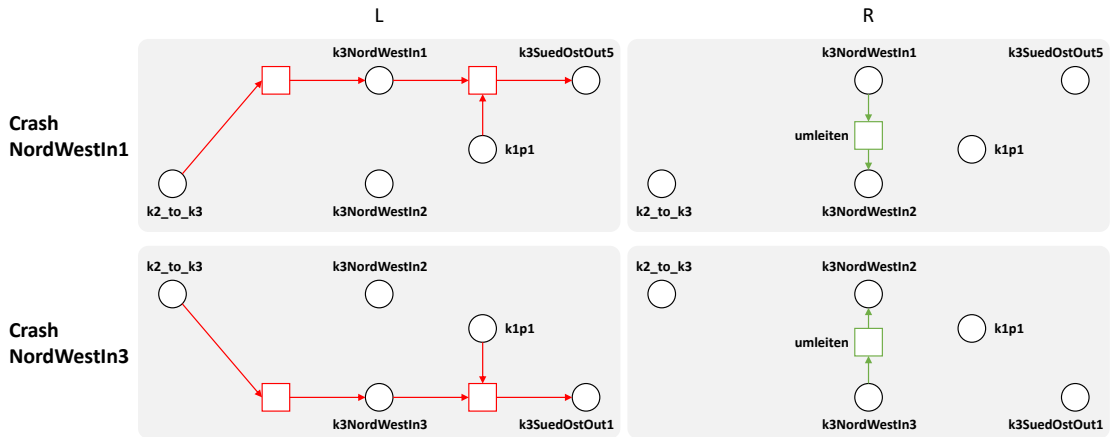 L
R
k3NordWestIn1
k3SuedOstOut5
k3NordWestIn1
k3SuedOstOut5
Crash
NordWestIn1
umleiten
k1p1
k1p1
k2_to_k3
k3NordWestIn2
k2_to_k3
k3NordWestIn2
k2_to_k3
k3NordWestIn2
k2_to_k3
k3NordWestIn2
Crash
NordWestIn3
k1p1
umleiten
k1p1
k3NordWestIn3
k3SuedOstOut1
k3NordWestIn3
k3SuedOstOut1